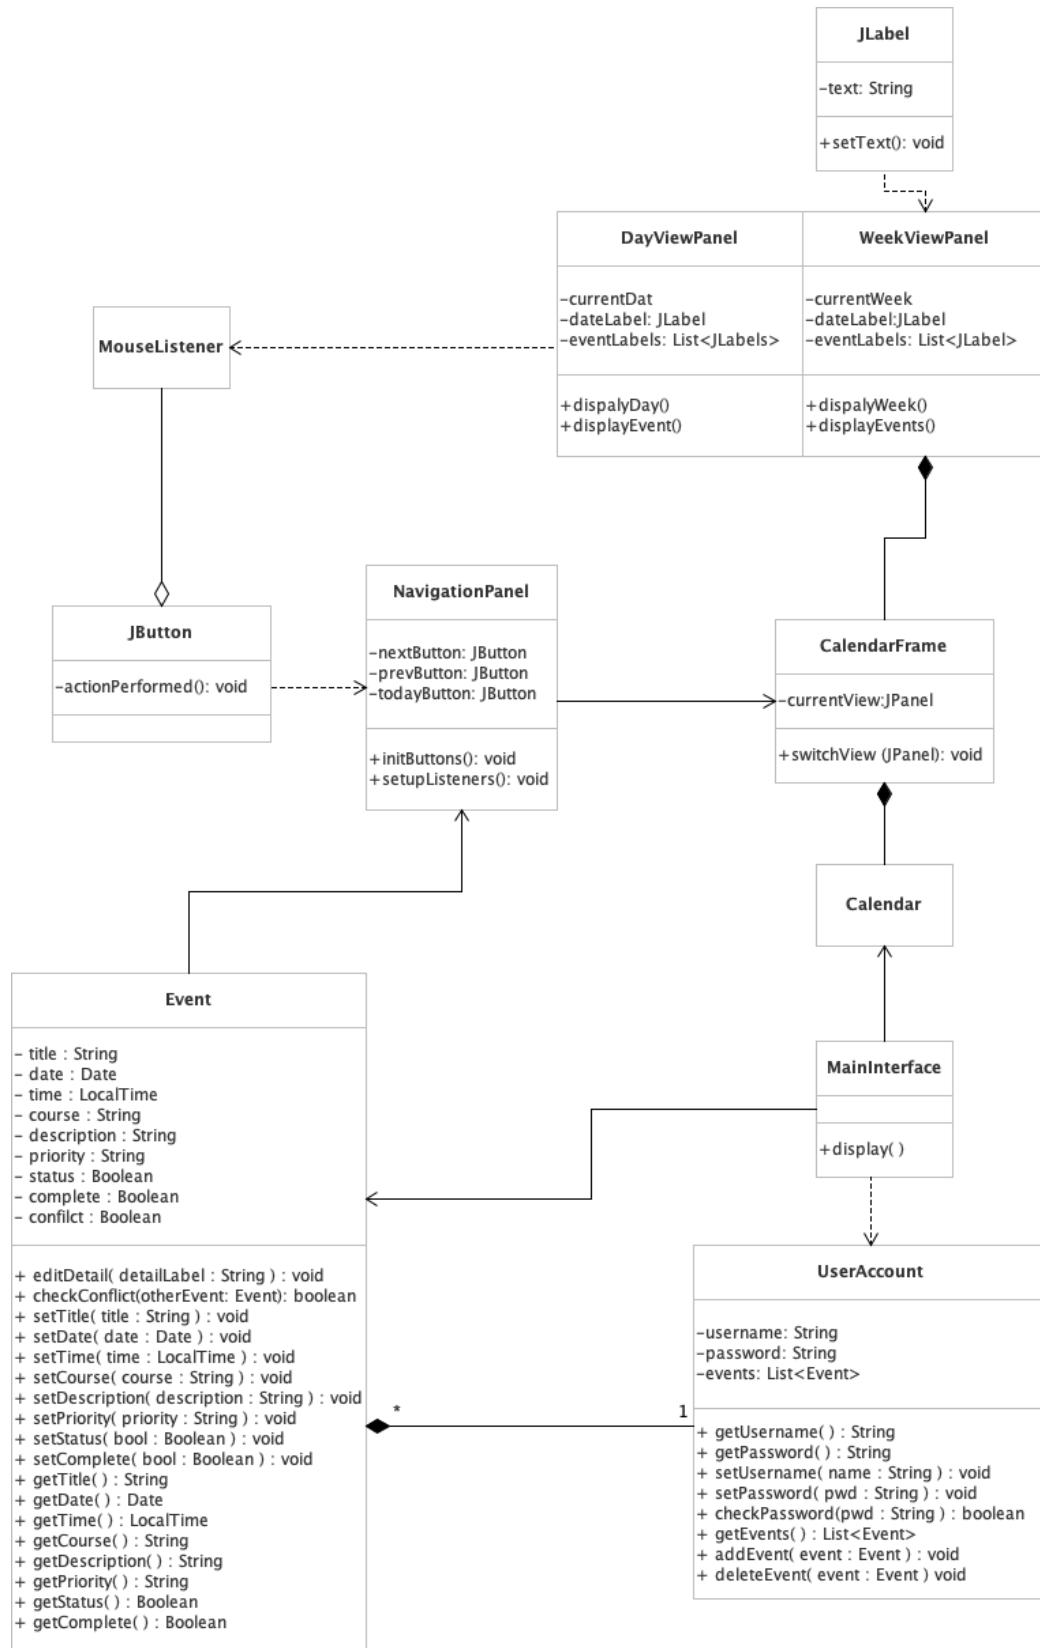 JLabel
-text: String
+setText(): void
DayViewPanel
-currentDat
-dateLabel: JLabel
-eventLabels: List<JLabels>
+dispalyDay()
+displayEvent()
WeekViewPanel
-currentWeek
-dateLabel:JLabel
-eventLabels: List<JLabel>
+dispalyWeek()
+displayEvents()
MouseListener
JButton
-actionPerformed(): void
NavigationPanel
-nextButton: JButton
-prevButton: JButton
-todayButton: JButton
+initButtons(): void
+setupListeners(): void
CalendarFrame
-currentView:JPanel
+switchView (JPanel): void
Calendar
MainInterface
+display( )
Event
- title : String
- date : Date
- time : LocalTime
- course : String
- description : String
- priority : String
- status : Boolean
- complete : Boolean
- confilct : Boolean
+ editDetail( detailLabel : String ) : void
+ checkConflict(otherEvent: Event): boolean
+ setTitle( title : String ) : void
+ setDate( date : Date ) : void
+ setTime( time : LocalTime ) : void
+ setCourse( course : String ) : void
+ setDescription( description : String ) : void
+ setPriority( priority : String ) : void
+ setStatus( bool : Boolean ) : void
+ setComplete( bool : Boolean ) : void
+ getTitle( ) : String
+ getDate( ) : Date
+ getTime( ) : LocalTime
+ getCourse( ) : String
+ getDescription( ) : String
+ getPriority( ) : String
+ getStatus( ) : Boolean
+ getComplete( ) : Boolean
*
1
UserAccount
-username: String
-password: String
-events: List<Event>
+ getUsername( ) : String
+ getPassword( ) : String
+ setUsername( name : String ) : void
+ setPassword( pwd : String ) : void
+ checkPassword(pwd : String ) : boolean
+ getEvents( ) : List<Event>
+ addEvent( event : Event ) : void
+ deleteEvent( event : Event ) void